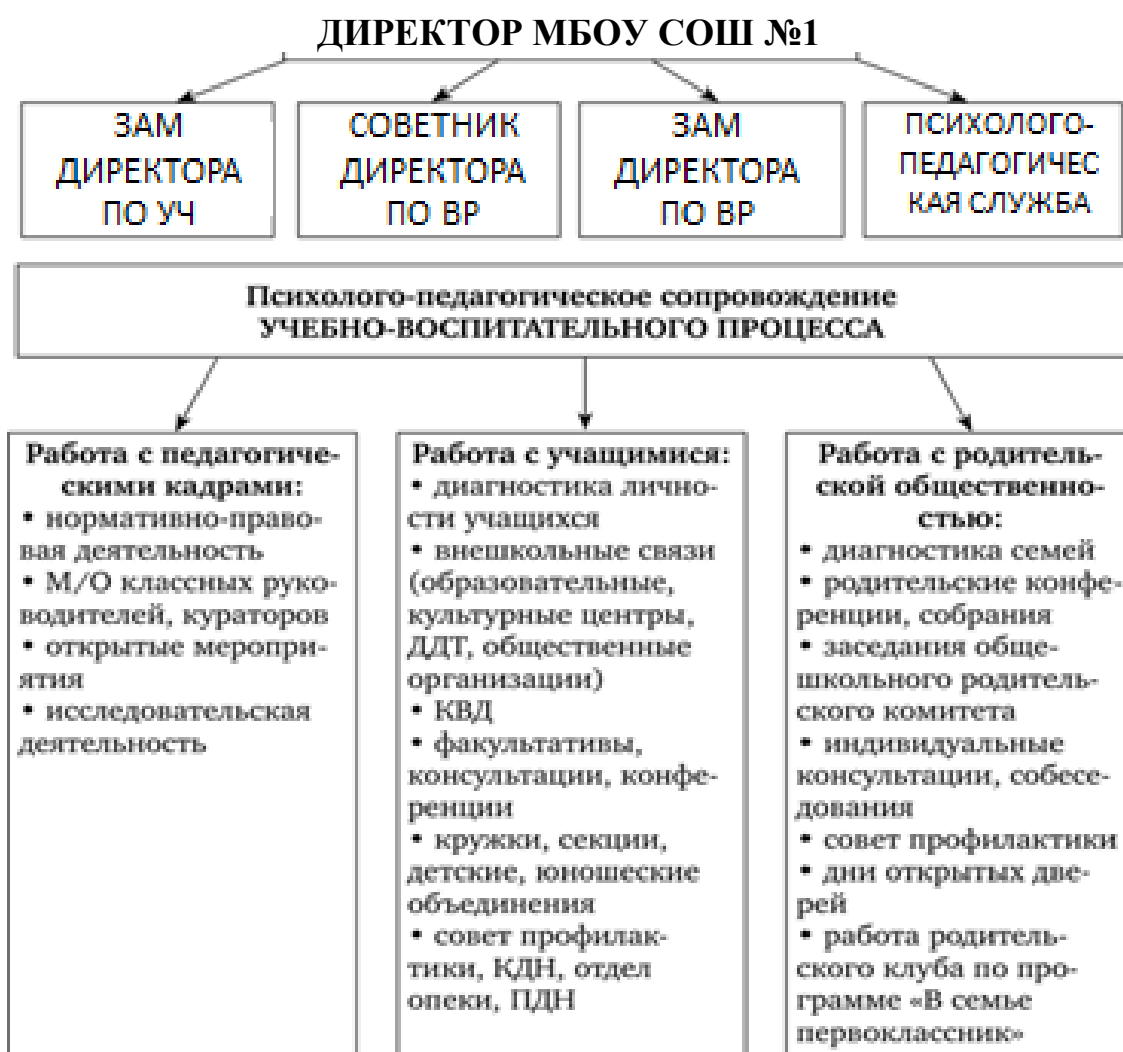 ДИРЕКТОР МБОУ СОШ №1
ЗАМ
ДИРЕКТОРА
ПО УЧ
СОВЕТНИК
ДИРЕКТОРА
ПО ВР
ЗАМ
ДИРЕКТОРА
ПО ВР
ПСИХОЛОГО-
ПЕДАГОГИЧЕС
КАЯ СЛУЖБА
Психолого-педагогическое сопровождение
УЧЕБНО-ВОСПИТАТЕЛЬНОГО ПРОЦЕССА
Работа с педагогиче-
скими кадрами:
• нормативно-право-
вая деятельность
• М/О классных руко-
водителей, кураторов
• открытые меропри-
ятия
• исследовательская
деятельность
Работа с учащимися:
• диагностика лично-
сти учащихся
• внешкольные связи
(образовательные,
культурные центры,
ДДТ, общественные
организации)
• КВД
• факультативы,
консультации, конфе-
ренции
• кружки, секции,
детские, юношеские
объединения
• совет профилак-
тики, КДН, отдел
опеки, ПДН
Работа с родитель-
ской общественно-
стью:
• диагностика семей
• родительские конфе-
ренции, собрания
• заседания обще-
школьного родитель-
ского комитета
• индивидуальные
консультации, собесе-
дования
• совет профилактики
• дни открытых две-
рей
• работа родитель-
ского клуба по про-
грамме «В семье
первоклассник»